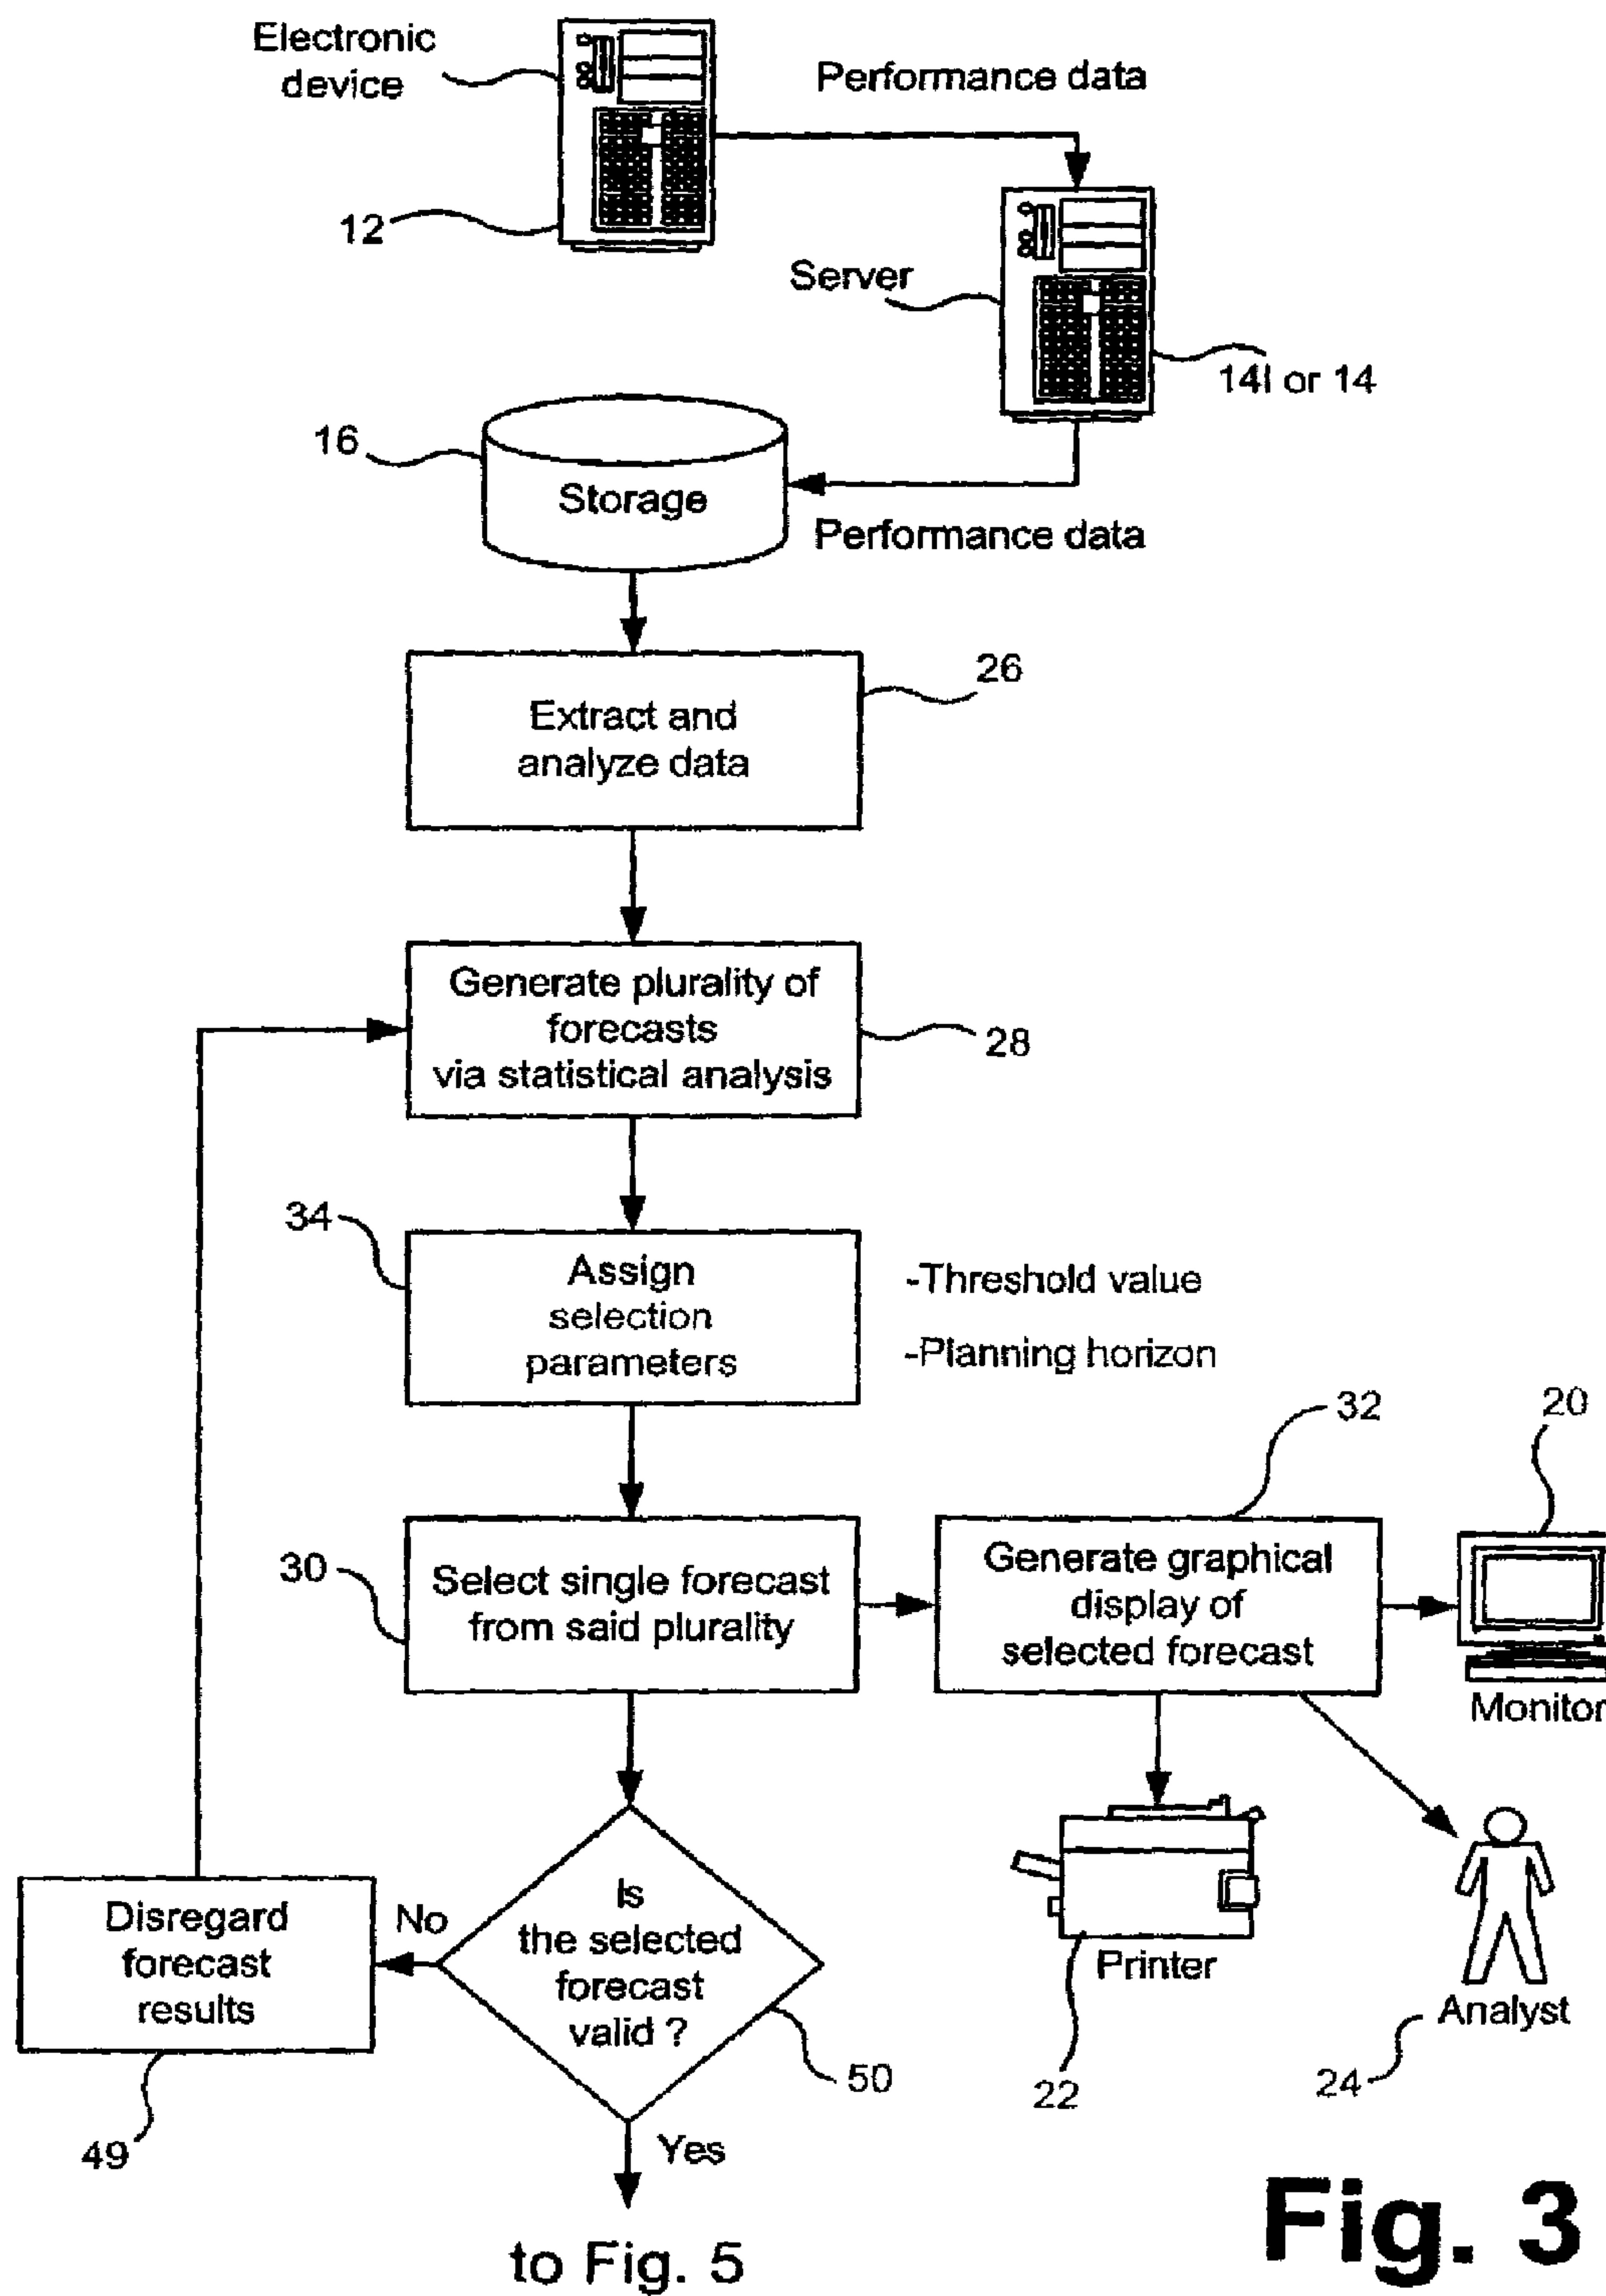 Electronic
device
Performance data
12
Server
14I or 14
16
Storage
Performance data
26
Extract and
analyze data
Generate plurality of
forecasts
via statistical analysis
28
34
Assign
selection
parameters
-Threshold value
-Planning horizon
32
20
30
Select single forecast
from said plurality
Generate graphical
display of
selected forecast
Monitor
Is
the selected
forecast
valid ?
No
Disregard
forecast
results
Printer
Analyst
50
22
24
49
Yes
to Fig. 5
Fig. 3